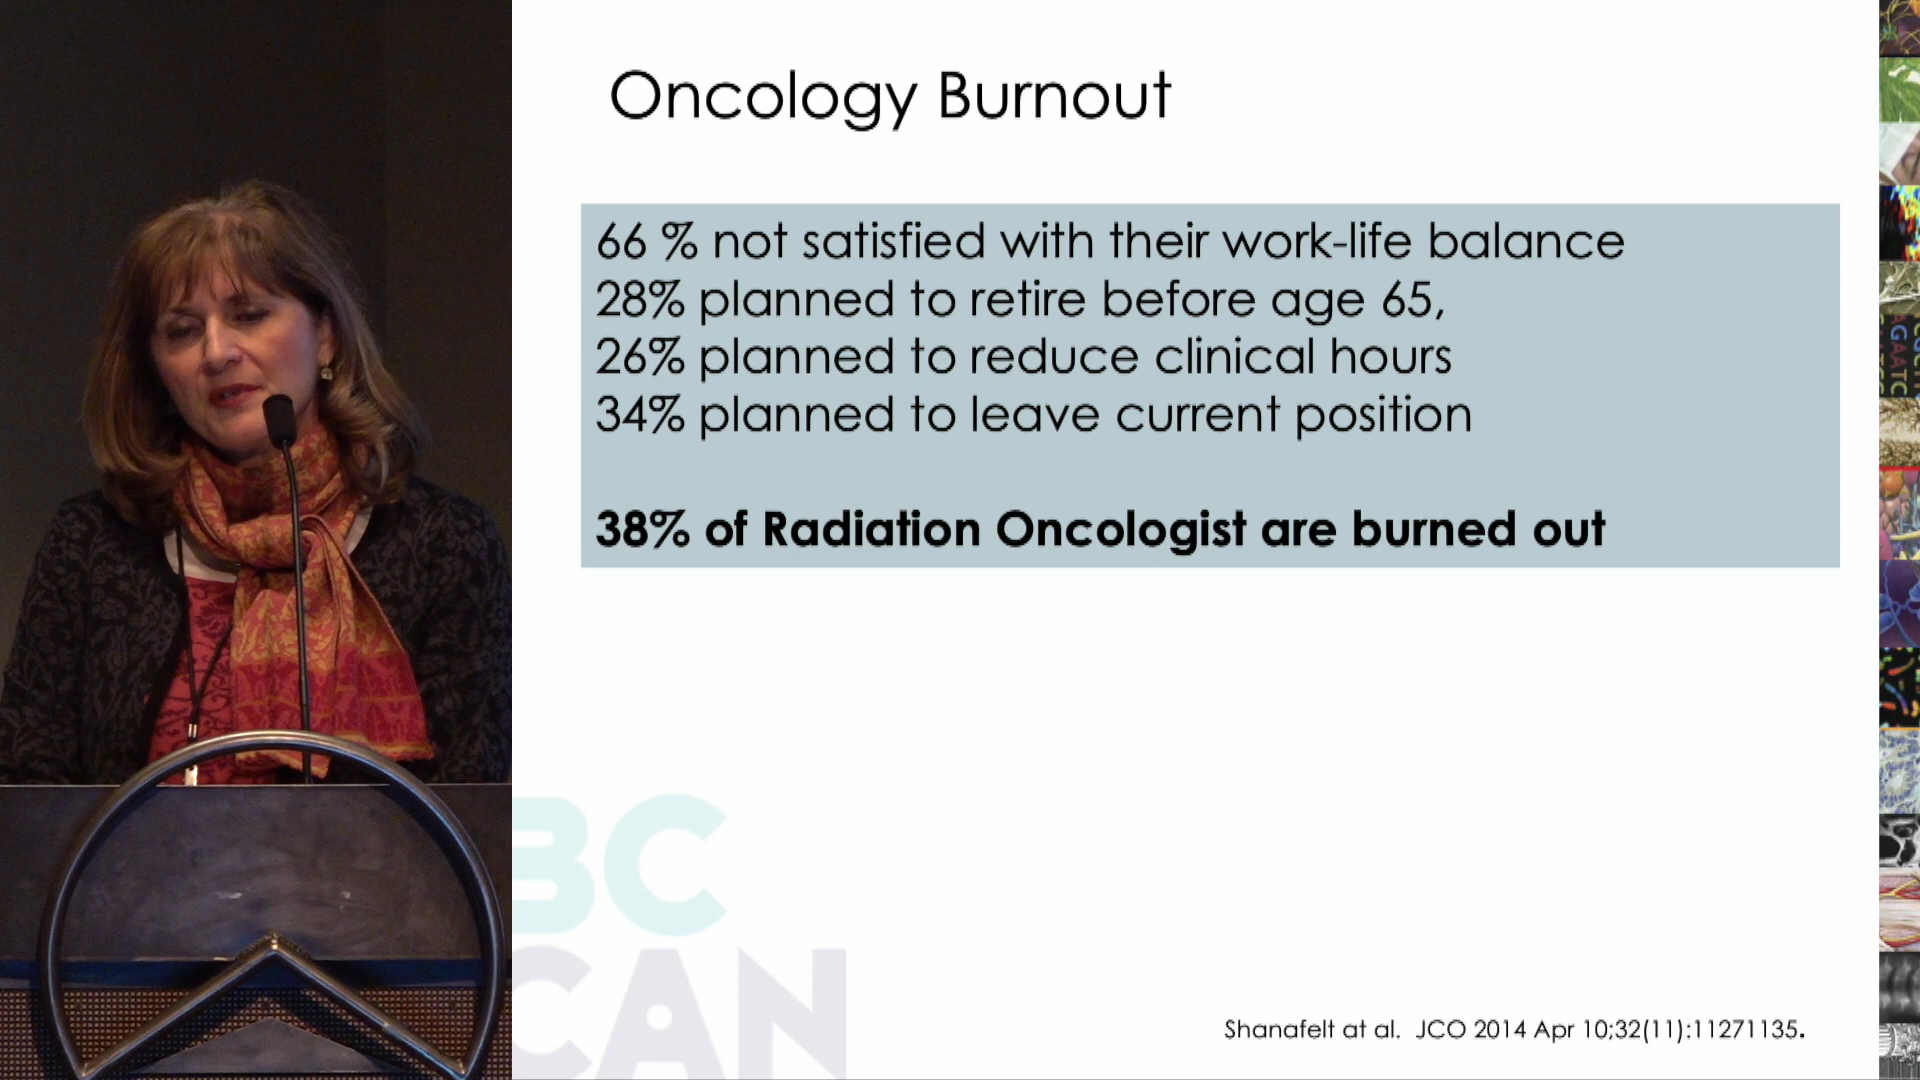 Oncology Burnout
66 % not satisfied with their work-life balance
28% planned to retire before age 65,
26% planned to reduce clinical hours
34% planned to leave current position
38% of Radiation Oncologist are burned out
BC
CAN
Shanafelt at al. JCO 2014 Apr 10;32(11):11271135.
GAATC